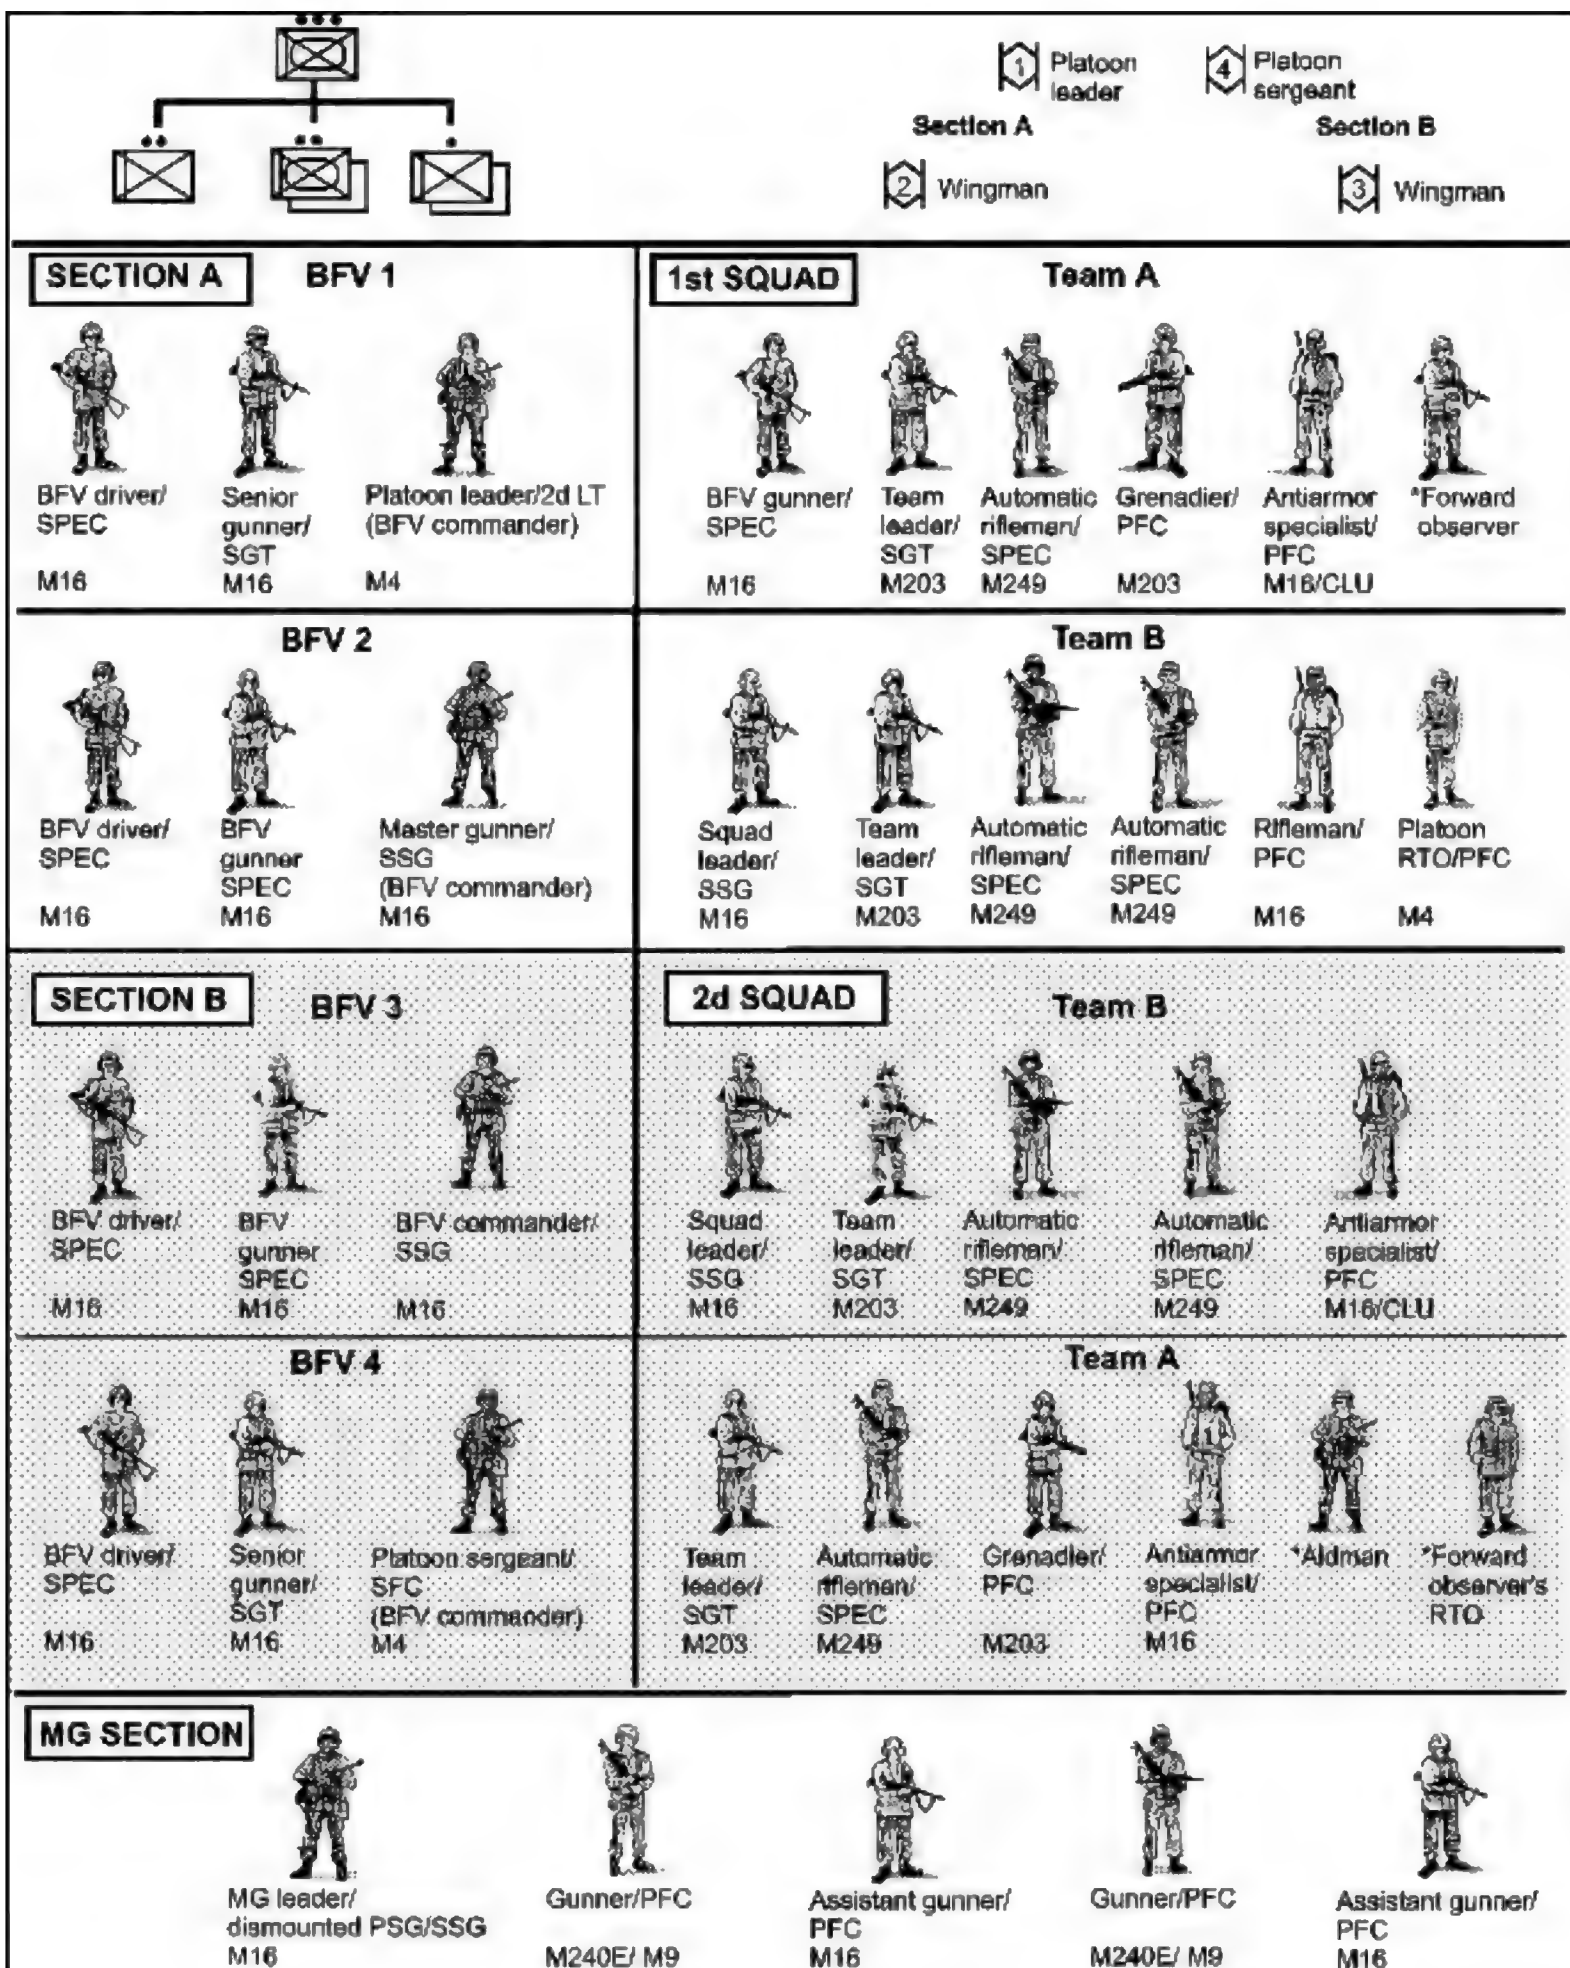 1 Platoon leader
4 Platoon sergeant
Section A
Section B
2 Wingman
3 Wingman
SECTION A
BFV 1
BFV driver/
SPEC
M16
Senior
gunner/
SGT
M16
Platoon leader/2d LT
(BFV commander)
M4
1st SQUAD
Team A
BFV gunner/
SPEC
M16
Team
leader/
SGT
M203
Automatic
rifleman/
SPEC
M249
Grenadier/
PFC
M203
Antiarmor
specialist/
PFC
M16/CLU
*Forward
observer
BFV 2
BFV driver/
SPEC
M16
BFV
gunner
SPEC
M16
Master gunner/
SSG
(BFV commander)
M16
Team B
Squad
leader/
SSG
M16
Team
leader/
SGT
M203
Automatic
rifleman/
SPEC
M249
Automatic
rifleman/
SPEC
M249
Rifleman/
PFC
M16
Platoon
RTO/PFC
M4
SECTION B
BFV 3
BFV driver/
SPEC
M16
BFV
gunner
SPEC
M16
BFV commander/
SSG
M16
2d SQUAD
Team B
Squad
leader/
SSG
M16
Team
leader/
SGT
M203
Automatic
rifleman/
SPEC
M249
Automatic
rifleman/
SPEC
M249
Antiarmor
specialist/
PFC
M16/CLU
BFV 4
BFV driver/
SPEC
M16
Senior
gunner/
SGT
M16
Platoon sergeant/
SFC
(BFV commander)
M4
Team A
Team
leader/
SGT
M203
Automatic
rifleman/
SPEC
M249
Grenadier/
PFC
M203
Antiarmor
specialist/
PFC
M16
*Aidman
*Forward
observer's
RTO
MG SECTION
MG leader/
dismounted PSG/SSG
M16
Gunner/PFC
M240E/ M9
Assistant gunner/
PFC
M16
Gunner/PFC
M240E/ M9
Assistant gunner/
PFC
M16